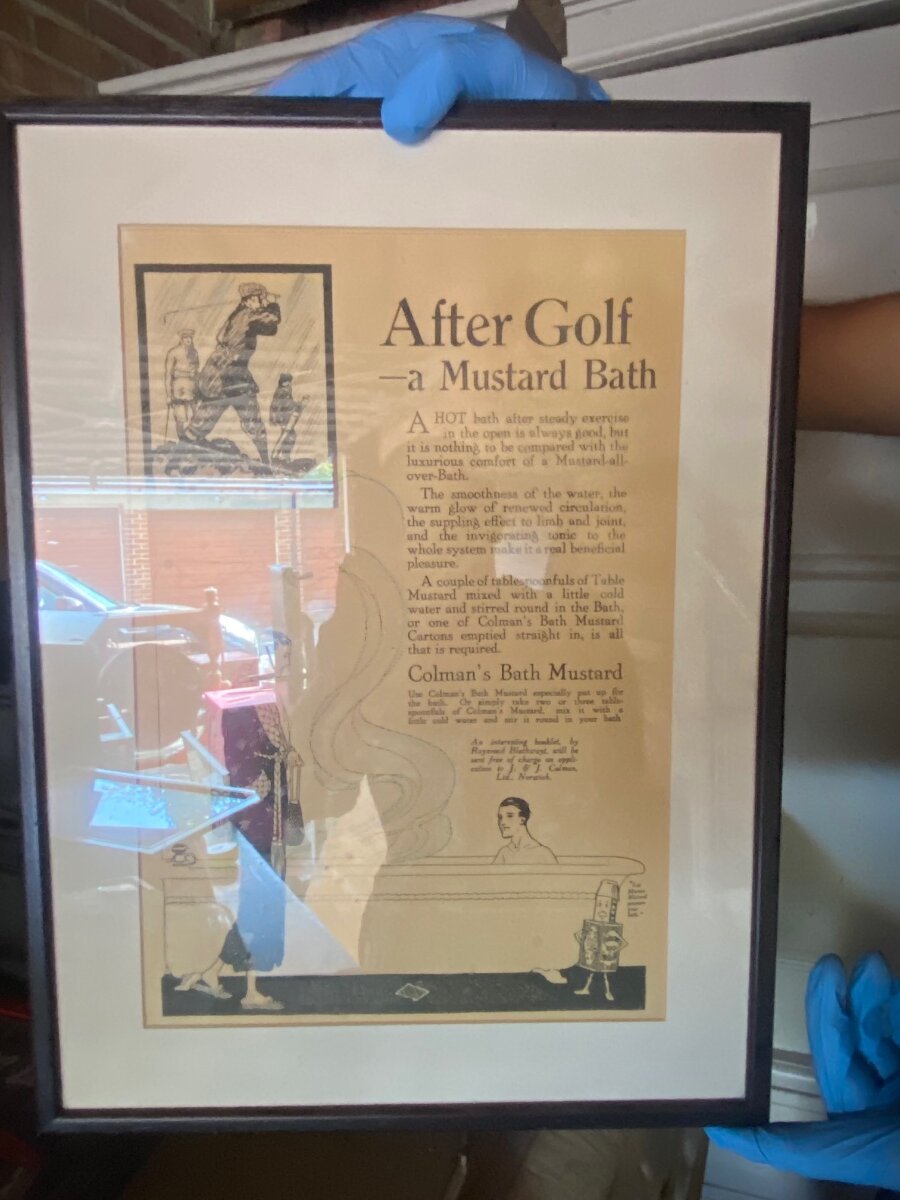 After Golf
—a Mustard Bath
A HOT bath after steady exercise
in the open is always good, but
it is nothing to be compared with the
luxurious comfort of a Mustard-all-
over-Bath.
The smoothness of the water, the
warm glow of renewed circulation,
the suppling effect to limb and joint,
and the invigorating tonic to the
whole system make it a real beneficial
pleasure.
A couple of tablespoonfuls of Table
Mustard mixed with a little cold
water and stirred round in the Bath,
or one of Colman's Bath Mustard
Cartons emptied straight in, is all
that is required.
Colman's Bath Mustard
Use Colman's Bath Mustard especially put up for
the bath. Or simply take two or three table-
spoonfuls of Colman's Mustard, mix it with a
little cold water and stir it round in your bath
An interesting booklet, by
Raymond Blathwayt, will be
sent free of charge on appli-
cation to J. & J. Colman,
Ltd., Norwich.